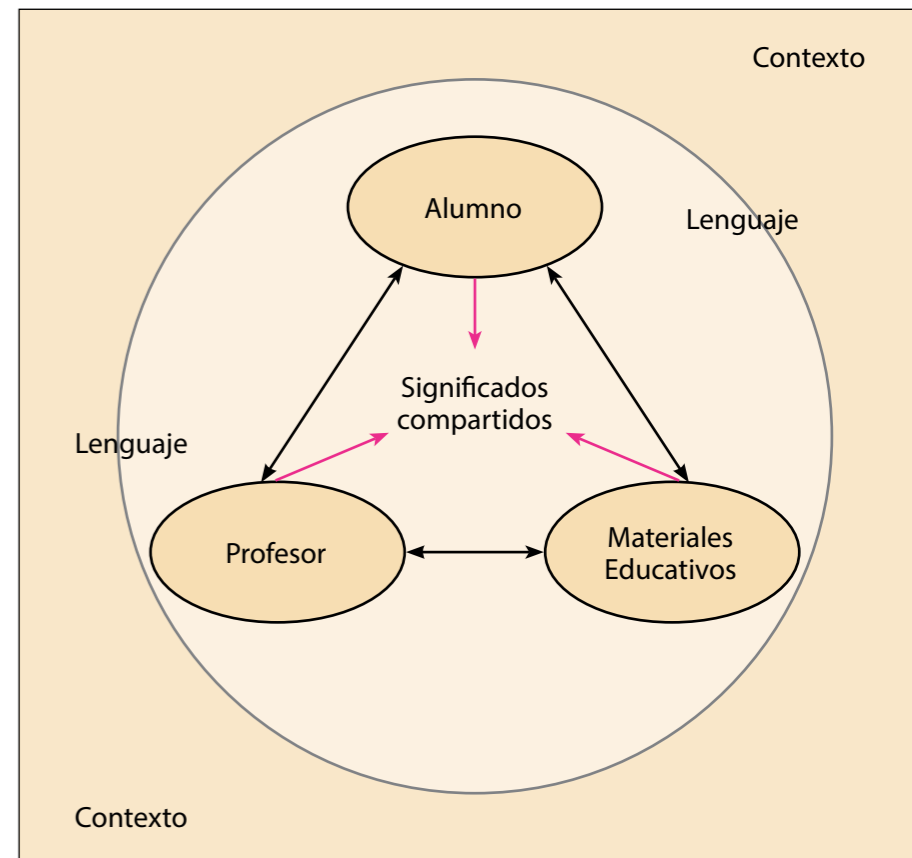 Contexto
Alumno
Lenguaje
Significados
compartidos
Lenguaje
Profesor
Materiales
Educativos
Contexto